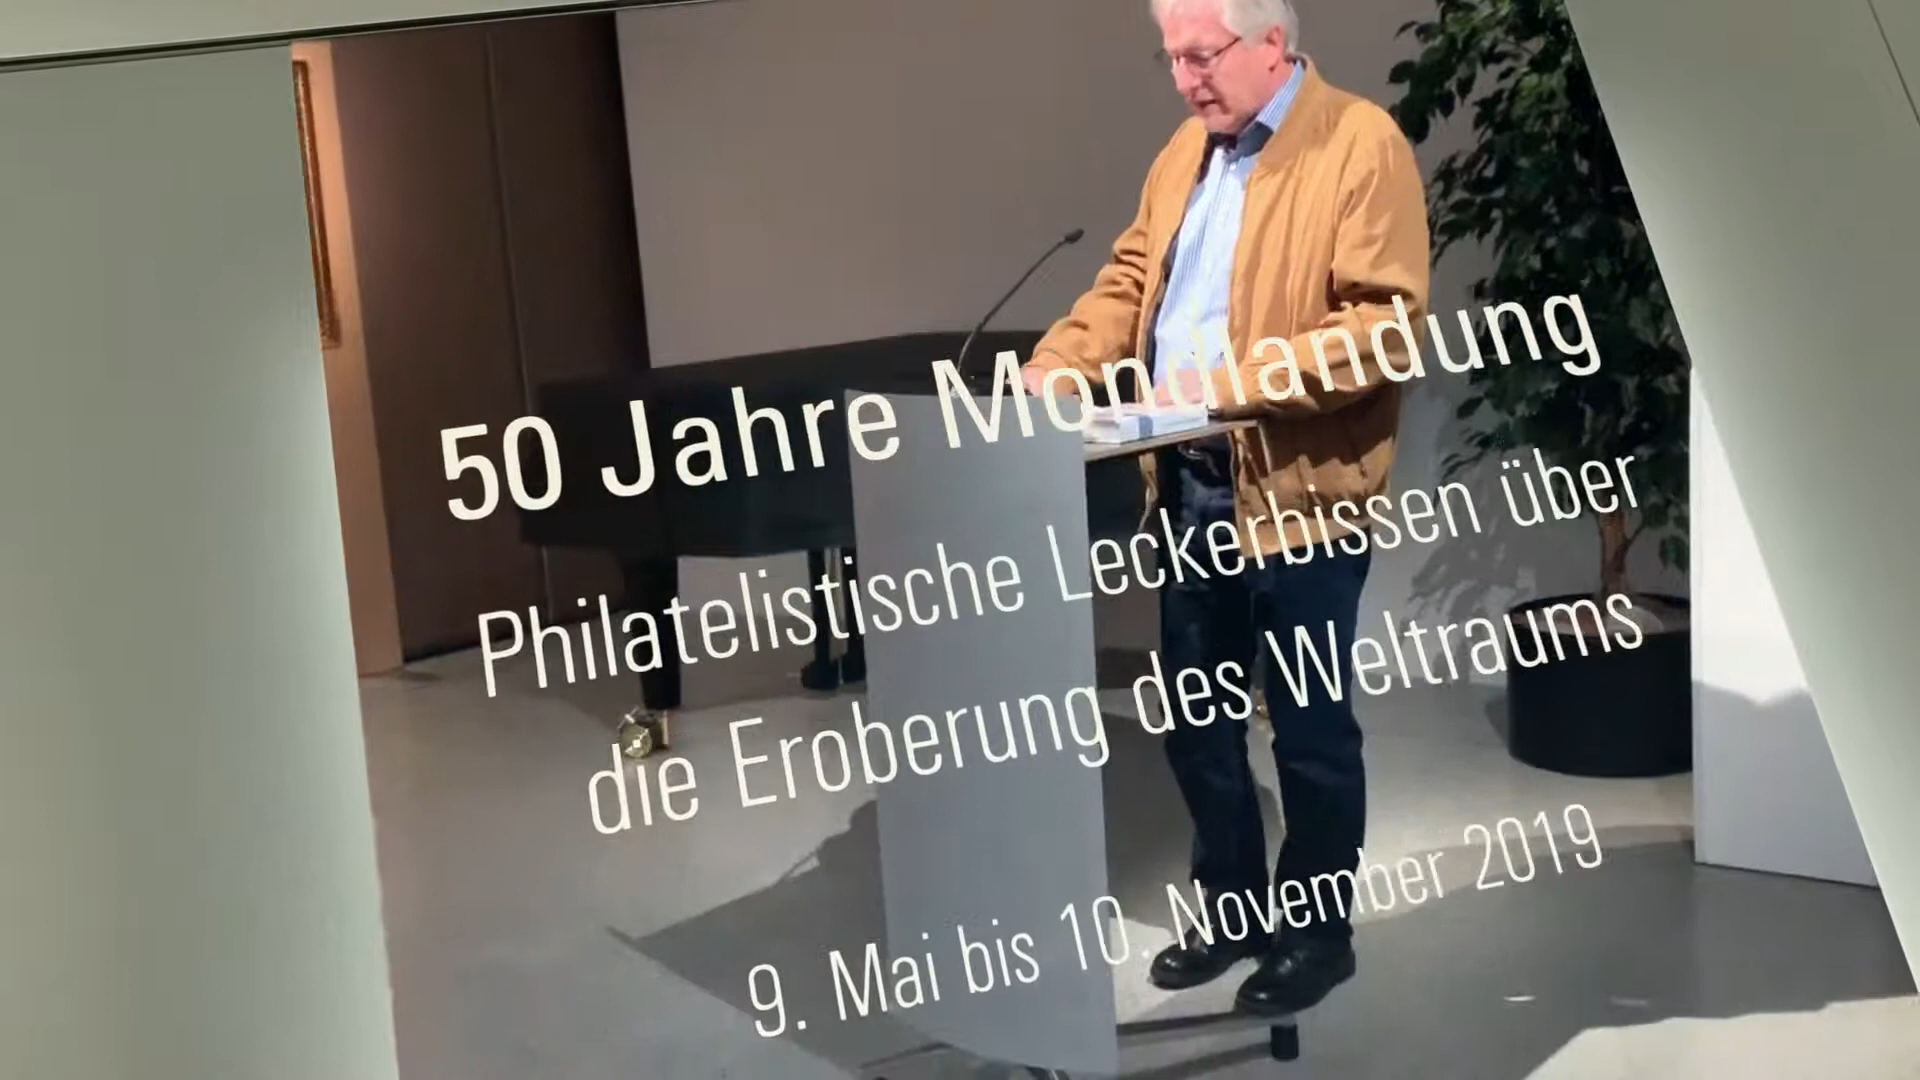 50 Jahre Mondlandung
Philatelistische Leckerbissen über
die Eroberung des Weltraums
9. Mai bis 10. November 2019